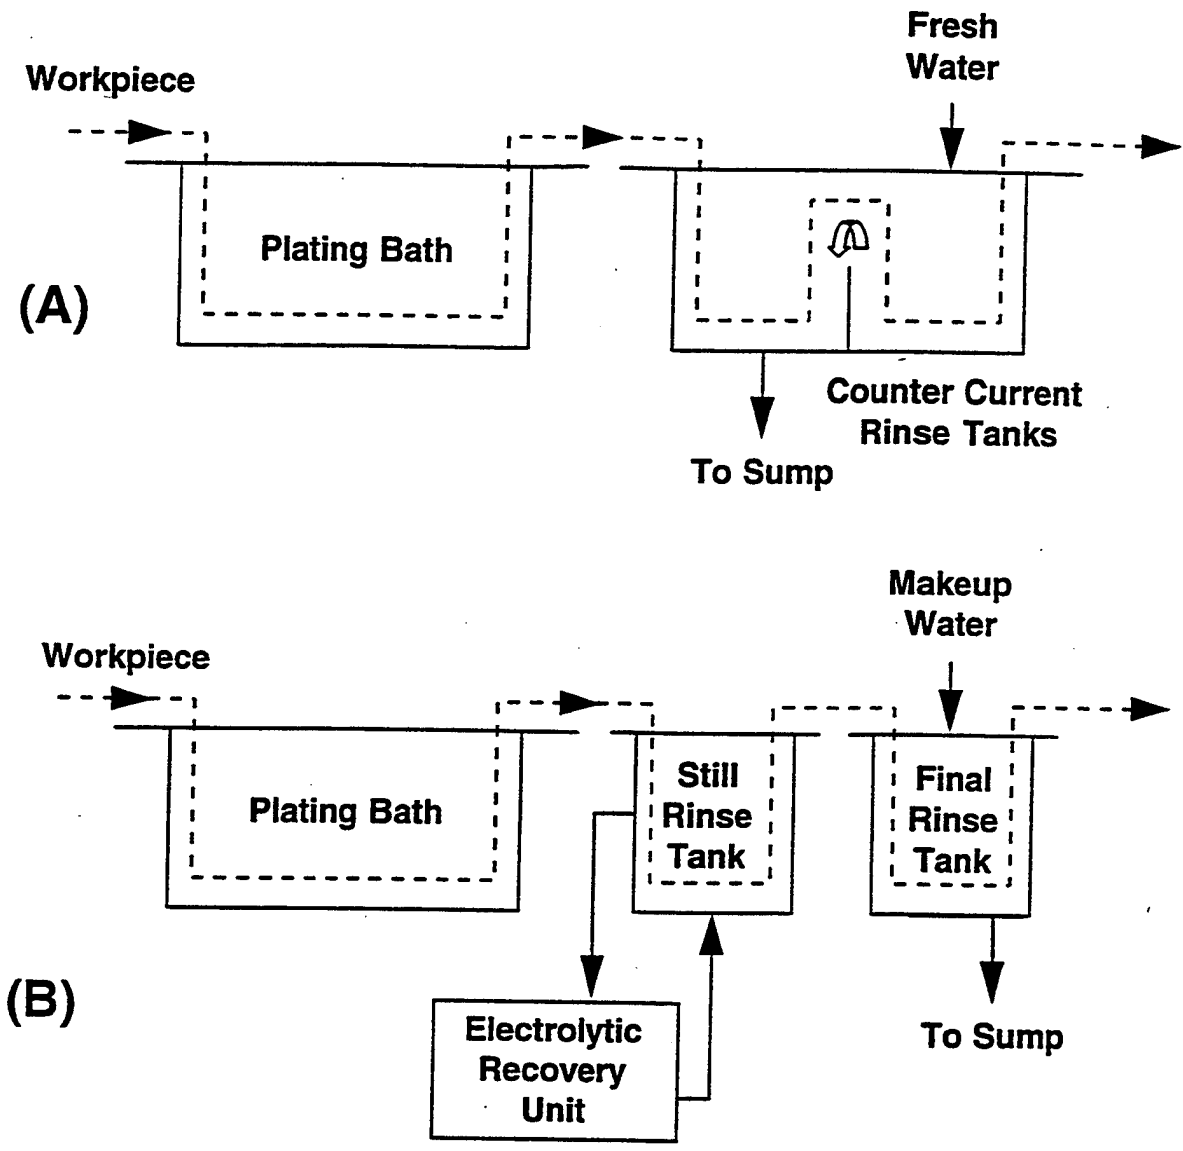 Fresh
Water
Workpiece
Plating Bath
(A)
Counter Current
Rinse Tanks
To Sump
Makeup
Water
Workpiece
Plating Bath
Still
Rinse
Tank
Final
Rinse
Tank
(B)
Electrolytic
Recovery
Unit
To Sump